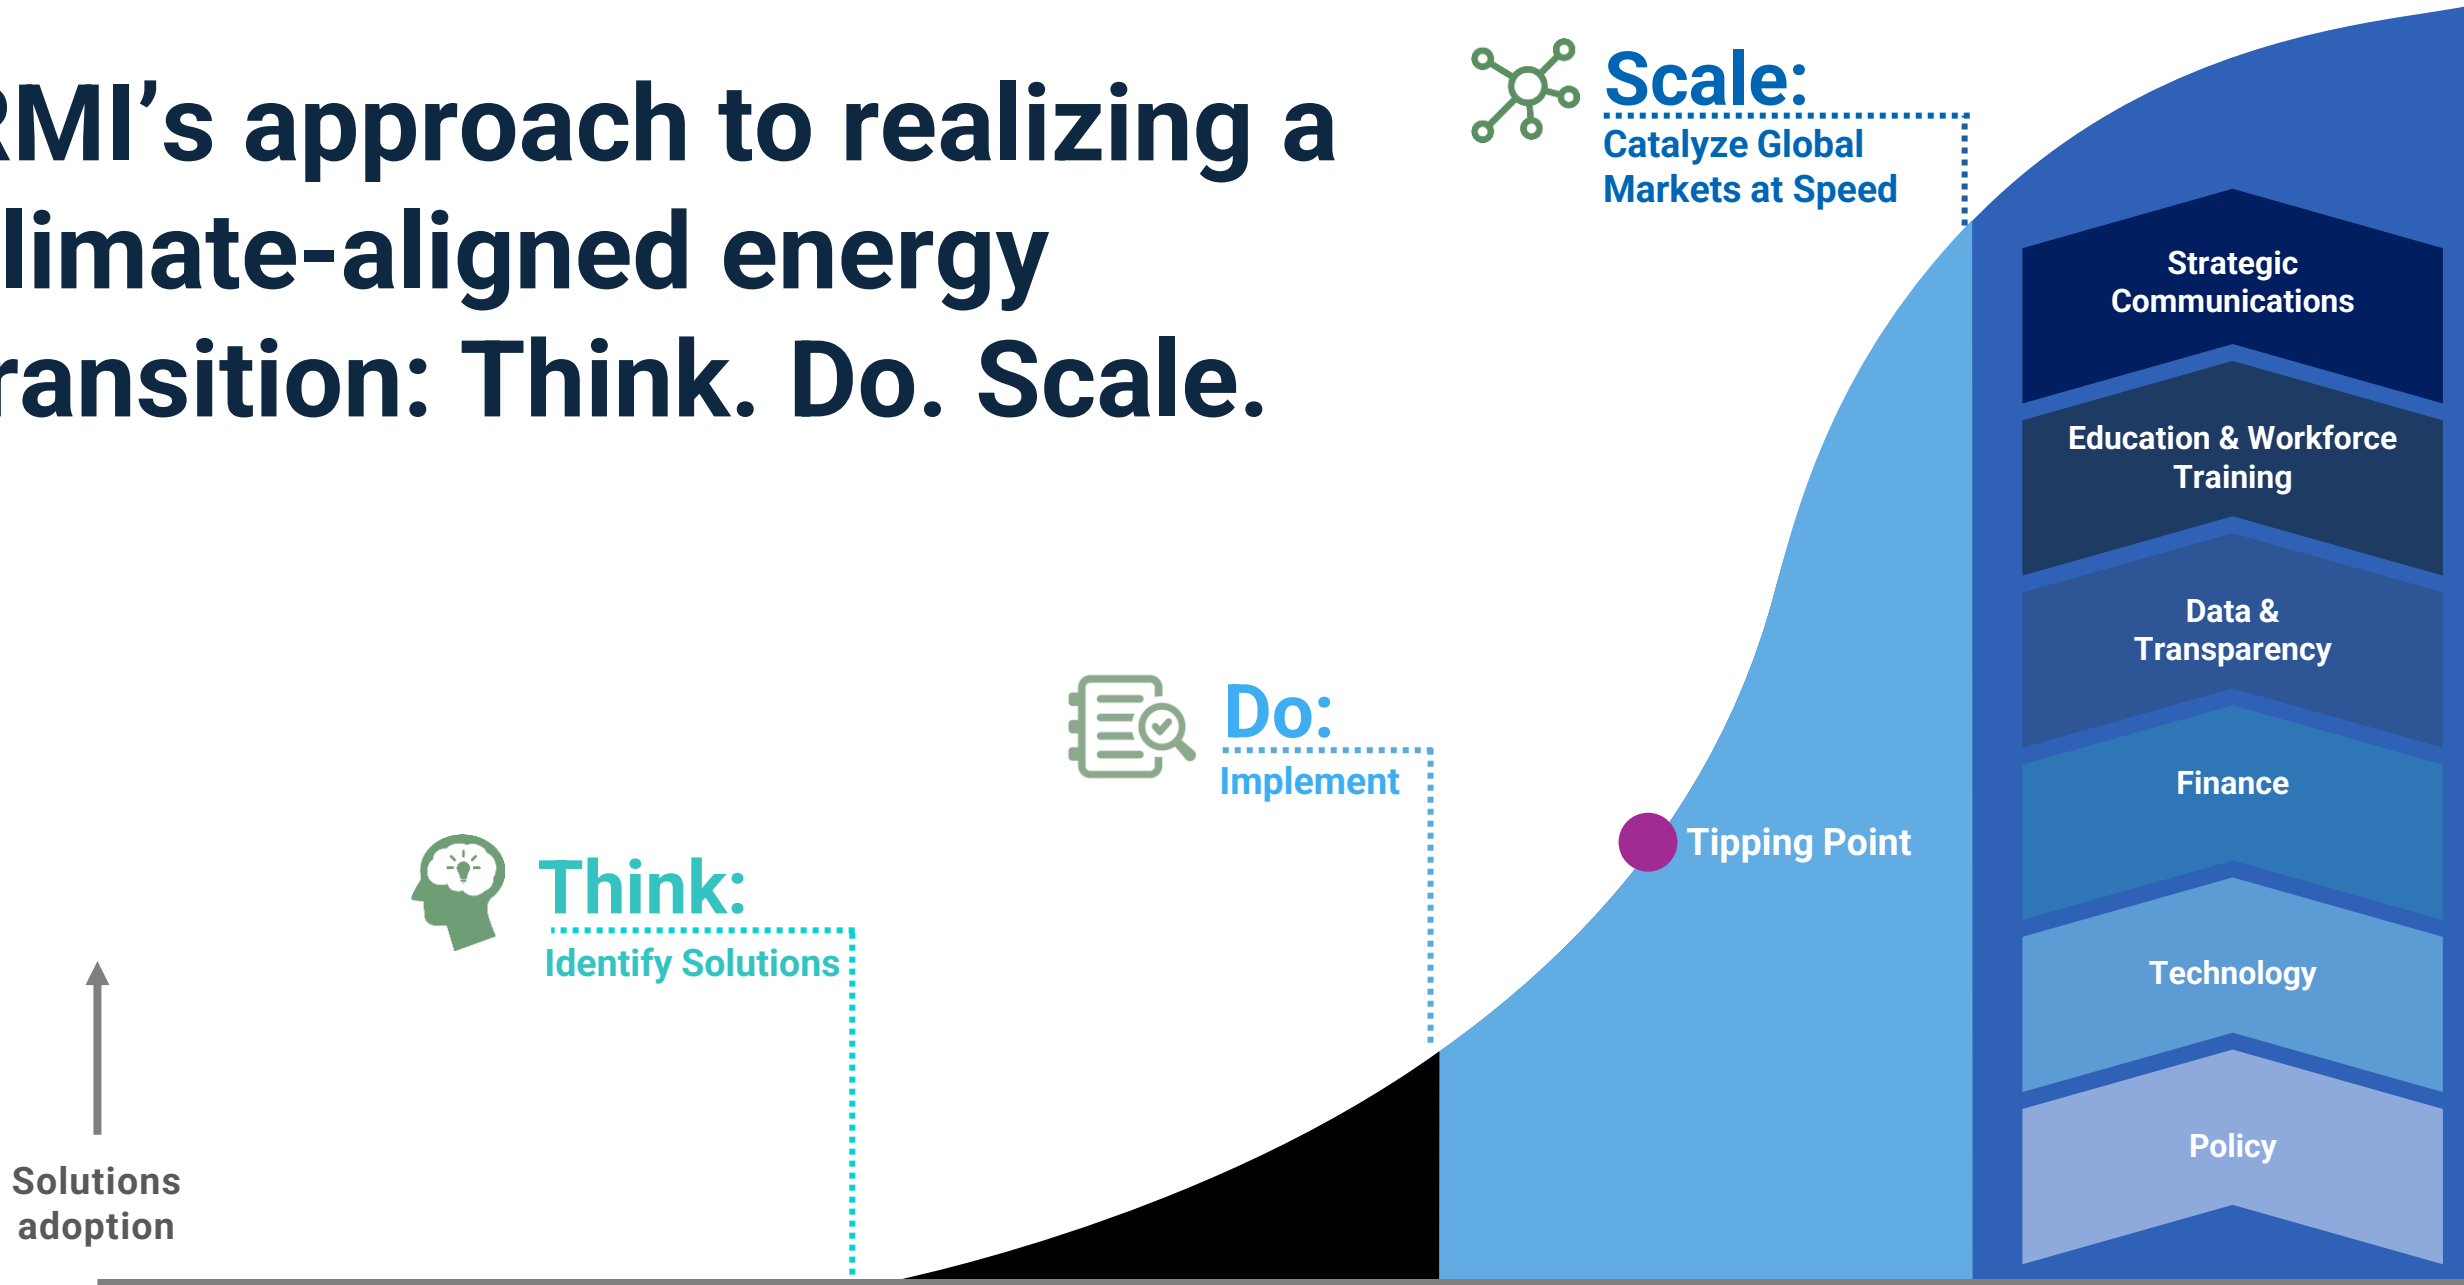 RMI’s approach to realizing a
limate-aligned energy
ransition: Think. Do. Scale.
Scale:
Catalyze Global
Markets at Speed
Strategic
Communications
Education & Workforce
Training
Data &
Transparency
Do:
Implement
Finance
Tipping Point
Think:
Identify Solutions
Technology
Policy
Solutions
adoption